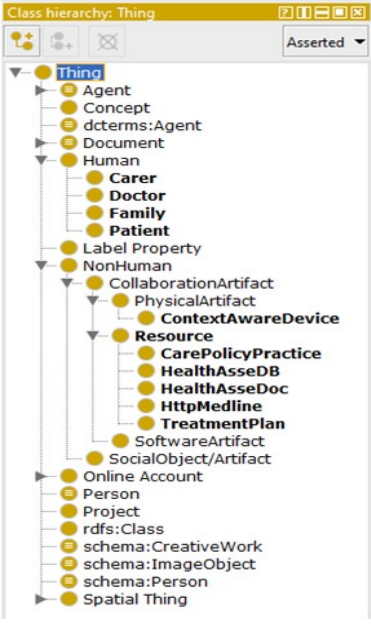 Class hierarchy: Thing
Asserted
Thing
Agent
Concept
dcterms:Agent
Document
Human
Carer
Doctor
Family
Patient
Label Property
NonHuman
CollaborationArtifact
PhysicalArtifact
ContextAwareDevice
Resource
CarePolicyPractice
HealthAsseDB
HealthAsseDoc
HttpMedline
TreatmentPlan
SoftwareArtifact
SocialObject/Artifact
Online Account
Person
Project
rdfs:Class
schema:CreativeWork
schema:ImageObject
schema:Person
Spatial Thing